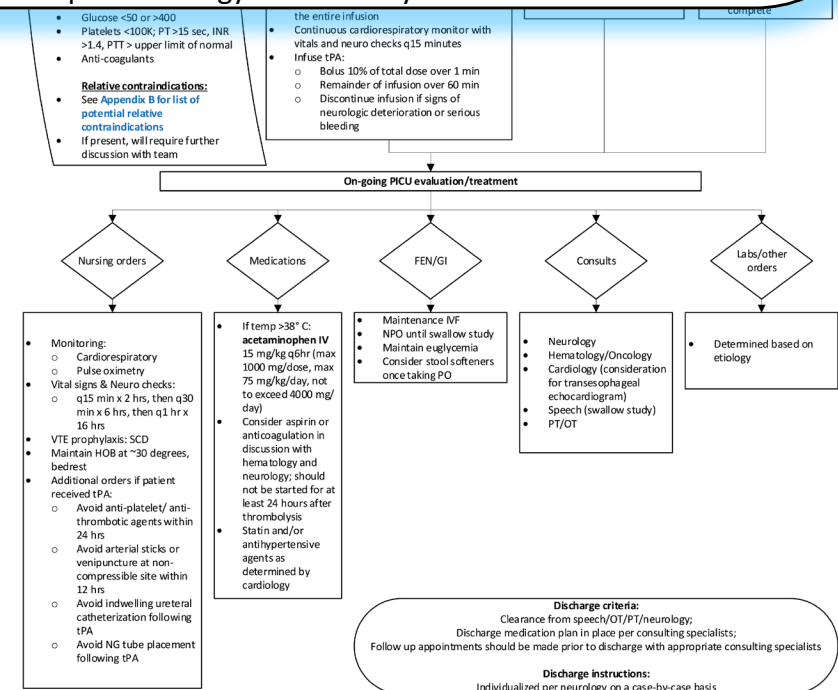 Glucose <50 or >400
Platelets <100K; PT >15 sec, INR
>1.4, PTT > upper limit of normal
Anti-coagulants
Relative contraindications:
See Appendix B for list of
potential relative
contraindications
If present, will require further
discussion with team
the entire infusion
Continuous cardiorespiratory monitor with
vitals and neuro checks q15 minutes
Infuse tPA:
Bolus 10% of total dose over 1 min
Remainder of infusion over 60 min
Discontinue infusion if signs of
neurologic deterioration or serious
bleeding
complete
On-going PICU evaluation/treatment
Nursing orders
Medications
FEN/GI
Consults
Labs/other
orders
Monitoring:
Cardiorespiratory
Pulse oximetry
Vital signs & Neuro checks:
q15 min x 2 hrs, then q30
min x 6 hrs, then q1 hr x
16 hrs
VTE prophylaxis: SCD
Maintain HOB at ~30 degrees,
bedrest
Additional orders if patient
received tPA:
Avoid anti-platelet/ anti-
thrombotic agents within
24 hrs
Avoid arterial sticks or
venipuncture at non-
compressible site within
12 hrs
Avoid indwelling ureteral
catheterization following
tPA
Avoid NG tube placement
following tPA
If temp >38° C:
acetaminophen IV
15 mg/kg q6hr (max
1000 mg/dose, max
75 mg/kg/day, not
to exceed 4000 mg/
day)
Consider aspirin or
anticoagulation in
discussion with
hematology and
neurology; should
not be started for at
least 24 hours after
thrombolysis
Statin and/or
antihypertensive
agents as
determined by
cardiology
Maintenance IVF
NPO until swallow study
Maintain euglycemia
Consider stool softeners
once taking PO
Neurology
Hematology/Oncology
Cardiology (consideration
for transesophageal
echocardiogram)
Speech (swallow study)
PT/OT
Determined based on
etiology
Discharge criteria:
Clearance from speech/OT/PT/neurology;
Discharge medication plan in place per consulting specialists;
Follow up appointments should be made prior to discharge with appropriate consulting specialists
Discharge instructions:
Individualized per neurology on a case-by-case basis